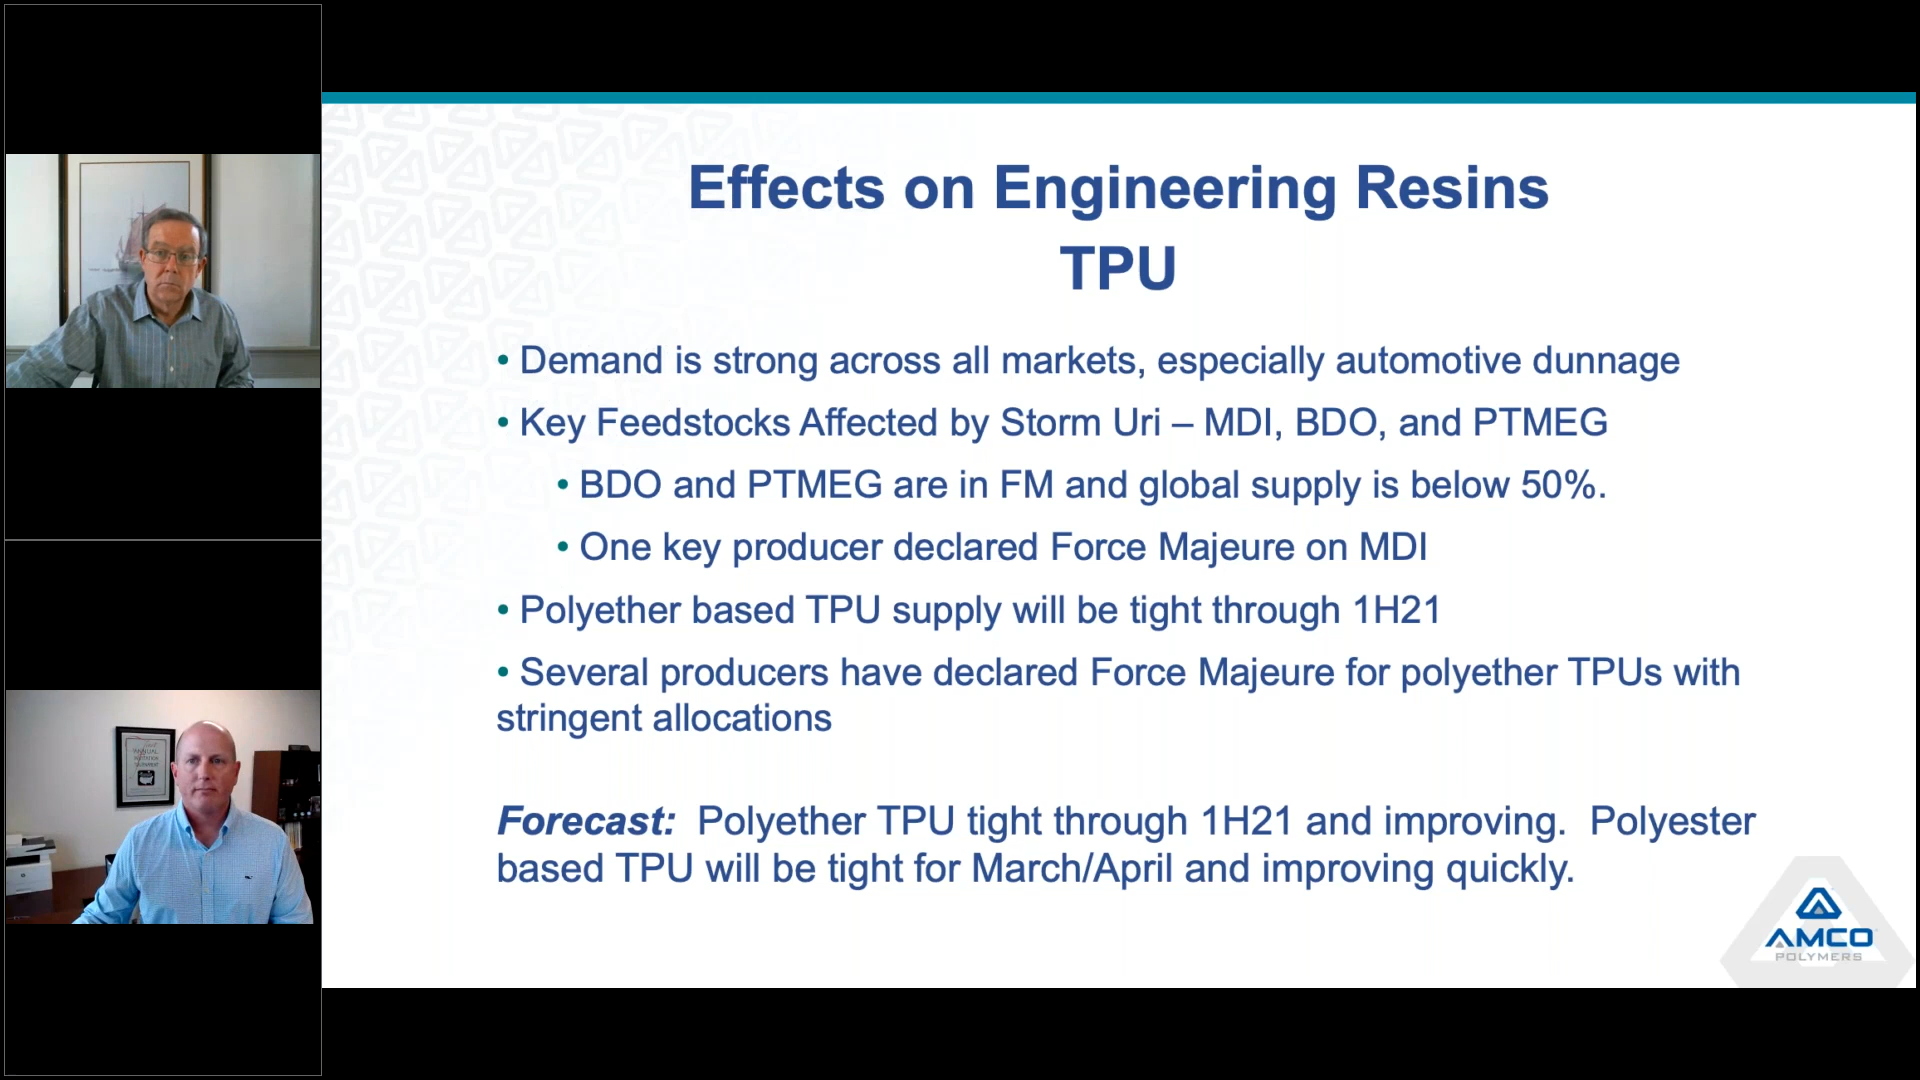 Effects on Engineering Resins
TPU
• Demand is strong across all markets, especially automotive dunnage
• Key Feedstocks Affected by Storm Uri – MDI, BDO, and PTMEG
• BDO and PTMEG are in FM and global supply is below 50%.
• One key producer declared Force Majeure on MDI
• Polyether based TPU supply will be tight through 1H21
• Several producers have declared Force Majeure for polyether TPUs with
stringent allocations
Forecast: Polyether TPU tight through 1H21 and improving. Polyester
based TPU will be tight for March/April and improving quickly.
AMCO
POLYMERS
ANNUAL